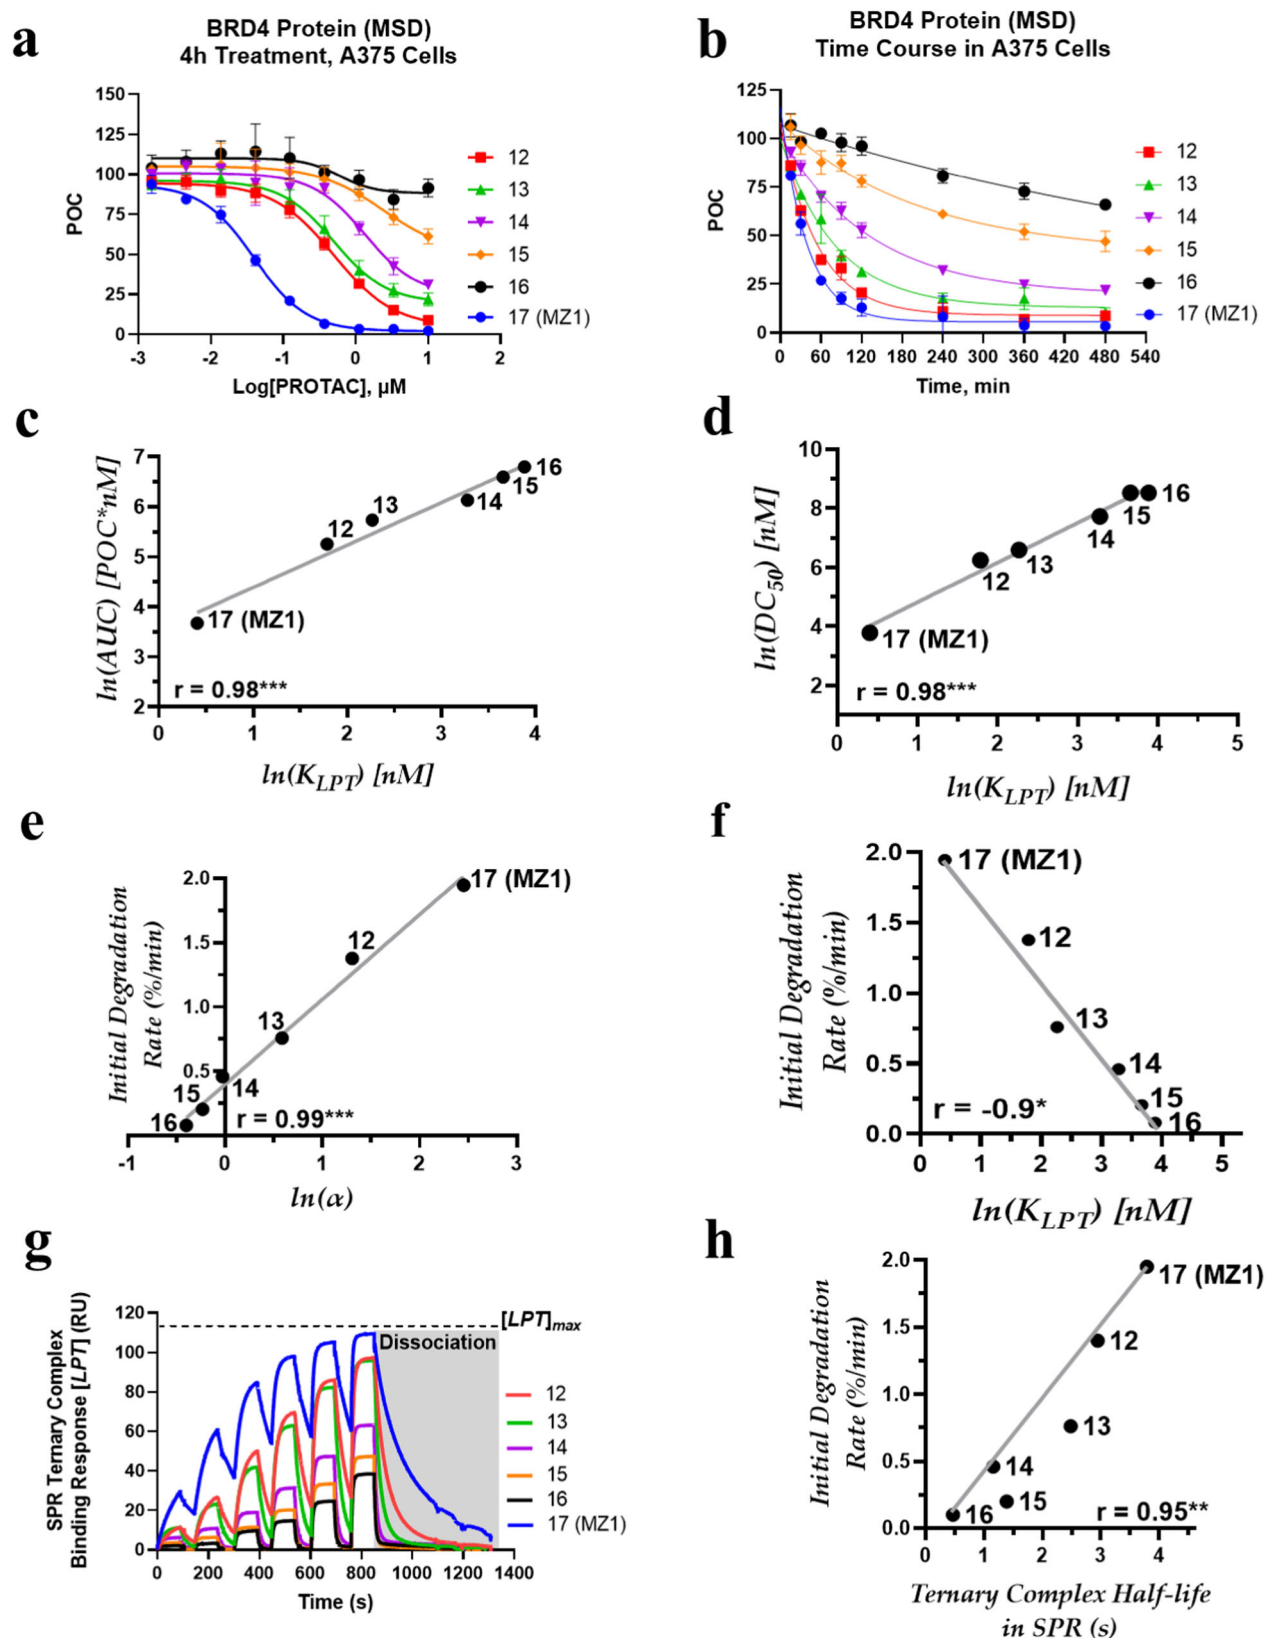 a
BRD4 Protein (MSD)
4h Treatment, A375 Cells
150
125
100
75
50
25
0
POC
-3 -2 -1 0 1 2
Log[PROTAC], µM
12
13
14
15
16
17 (MZ1)
b
BRD4 Protein (MSD)
Time Course in A375 Cells
125
100
75
50
25
0
POC
0 60 120 180 240 300 360 420 480 540
Time, min
12
13
14
15
16
17 (MZ1)
c
7
6
5
4
3
2
ln(AUC) [POC*nM]
16
15
14
13
12
17 (MZ1)
r = 0.98***
0 1 2 3 4
ln(K_LPT) [nM]
d
10
8
6
4
2
ln(DC50) [nM]
16
15
14
13
12
17 (MZ1)
r = 0.98***
0 1 2 3 4 5
ln(K_LPT) [nM]
e
2.0
1.5
1.0
0.5
Initial Degradation
Rate (%/min)
17 (MZ1)
12
13
14
15
16
r = 0.99***
-1 0 1 2 3
ln(α)
f
2.0
1.5
1.0
0.5
0.0
Initial Degradation
Rate (%/min)
17 (MZ1)
12
13
14
15
16
r = -0.9*
0 1 2 3 4 5
ln(K_LPT) [nM]
g
120
100
80
60
40
20
0
SPR Ternary Complex
Binding Response [LPT] (RU)
[LPT]max
Dissociation
12
13
14
15
16
17 (MZ1)
0 200 400 600 800 1000 1200 1400
Time (s)
h
2.0
1.5
1.0
0.5
0.0
Initial Degradation
Rate (%/min)
17 (MZ1)
12
13
14
15
16
r = 0.95**
0 1 2 3 4
Ternary Complex Half-life
in SPR (s)